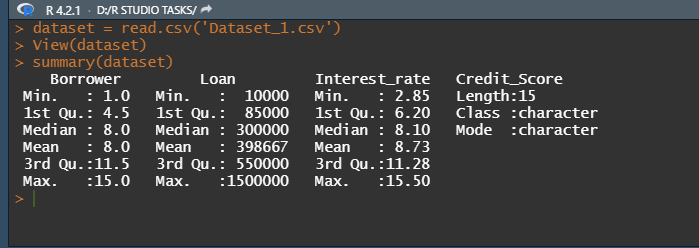 R 4.2.1 · D:/R STUDIO TASKS/
> dataset = read.csv('Dataset_1.csv')
> View(dataset)
> summary(dataset)
    Borrower         Loan          Interest_rate   Credit_Score
 Min.   : 1.0   Min.   :  10000   Min.   : 2.85   Length:15
 1st Qu.: 4.5   1st Qu.:  85000   1st Qu.: 6.20   Class :character
 Median : 8.0   Median : 300000   Median : 8.10   Mode  :character
 Mean   : 8.0   Mean   : 398667   Mean   : 8.73
 3rd Qu.:11.5   3rd Qu.: 550000   3rd Qu.:11.28
 Max.   :15.0   Max.   :1500000   Max.   :15.50
>